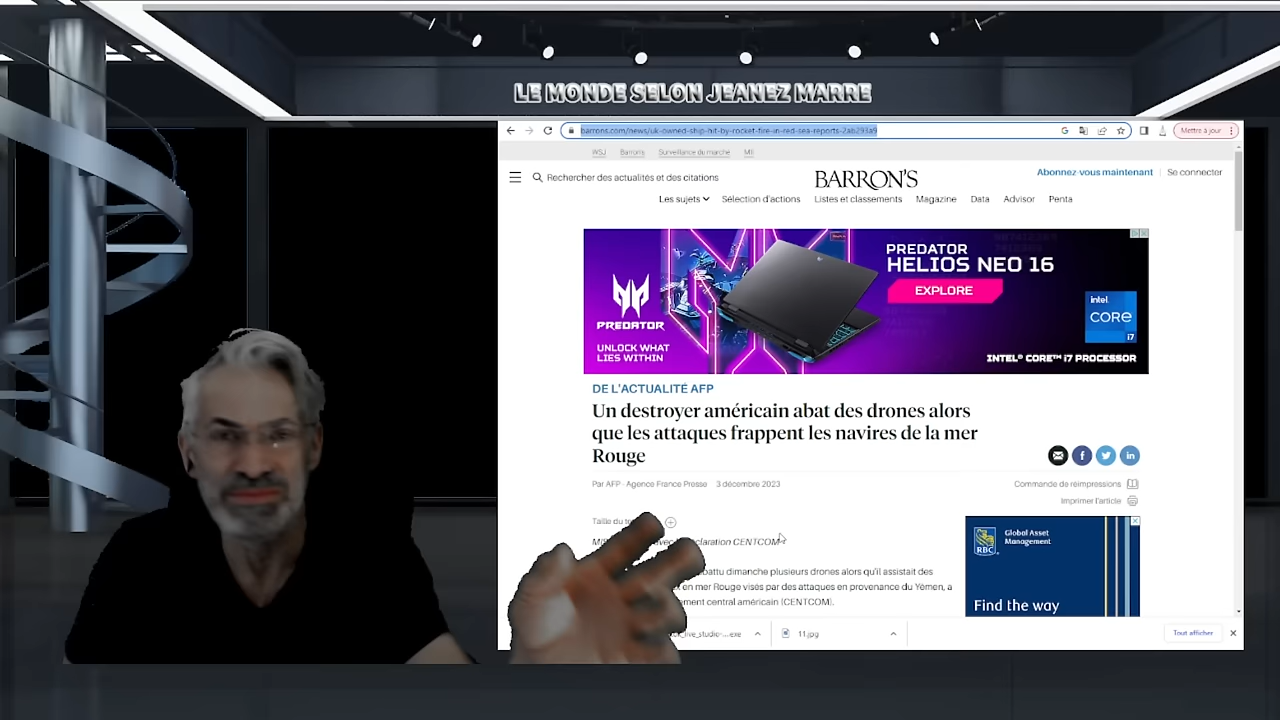 LE MONDE SELON JEANEZ MARRE
barrons.com/news/uk-owned-ship-hit-by-rocket-fire-in-red-sea-reports-2ab293a9
Mettre à jour
WSJ Barrons Surveillance du marché
Rechercher des actualités et des citations
BARRON'S
Abonnez-vous maintenant
Se connecter
Les sujets Sélection d'actions Listes et classements Magazine Data Advisor Penta
PREDATOR
HELIOS NEO 16
EXPLORE
PREDATOR
UNLOCK WHAT
LIES WITHIN
intel.
CORE
i7
INTEL® CORE™ i7 PROCESSOR
DE L'ACTUALITÉ AFP
Un destroyer américain abat des drones alors
que les attaques frappent les navires de la mer
Rouge
Par AFP - Agence France Presse 3 décembre 2023
Commande de réimpressions
Imprimer l'article
Taille du
déclaration CENTCOM
battu dimanche plusieurs drones alors qu'il assistait des
en mer Rouge visés par des attaques en provenance du Yémen, a
ment central américain (CENTCOM).
RBC
Global Asset
Management
Find the way
live_studio-....exe
11.jpg
Tout afficher